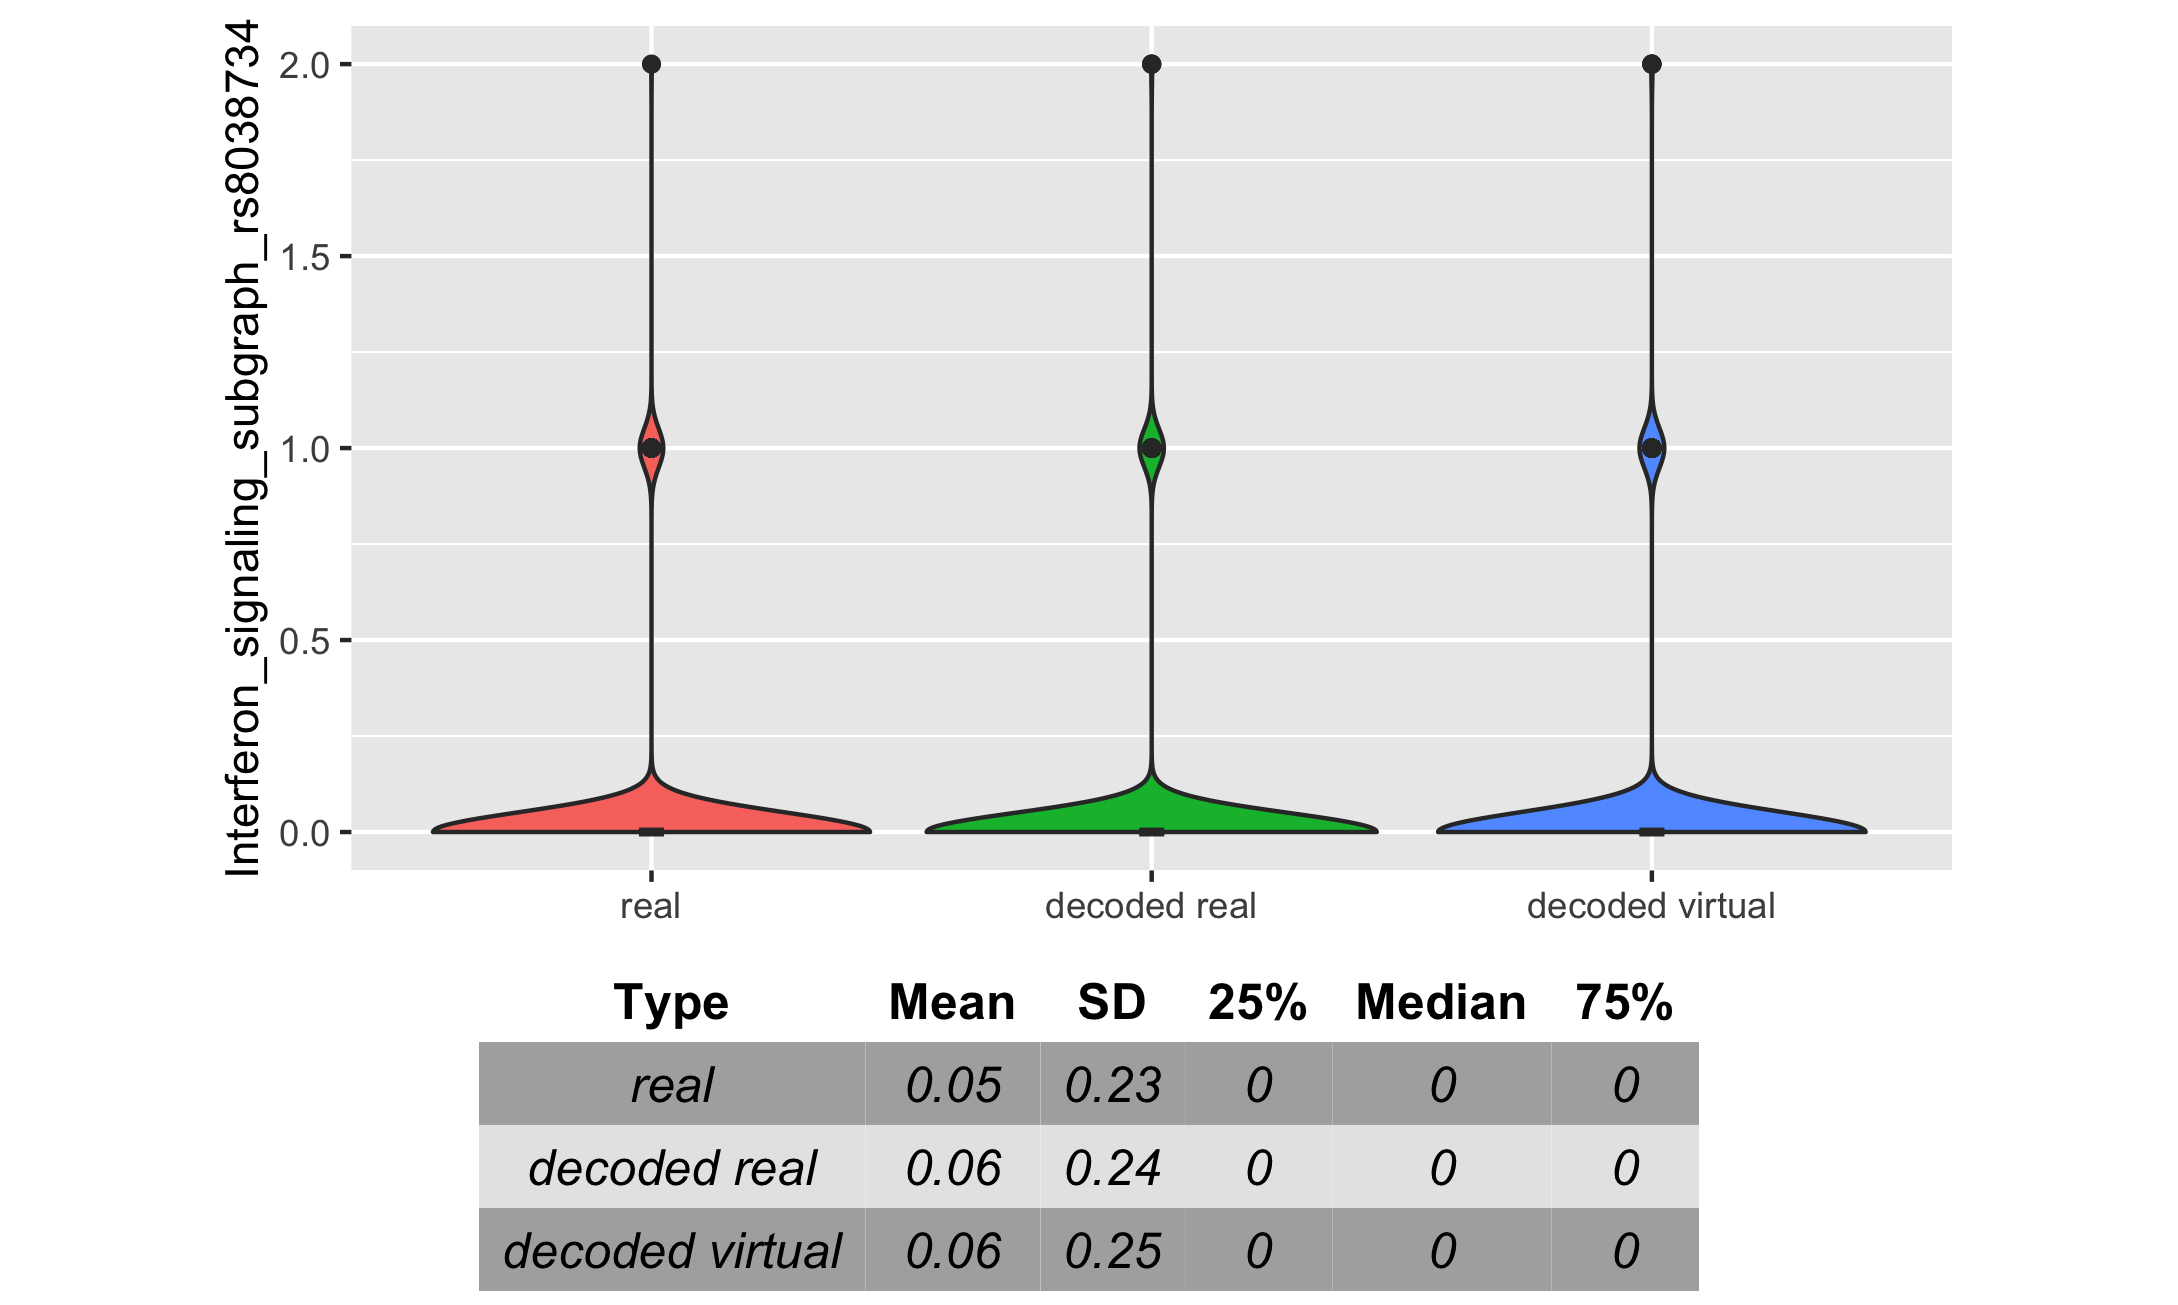 Interferon_signaling_subgraph_rs8038734
2.0
1.5
1.0
0.5
0.0
real decoded real decoded virtual
Type Mean SD 25% Median 75%
real 0.05 0.23 0 0 0
decoded real 0.06 0.24 0 0 0
decoded virtual 0.06 0.25 0 0 0